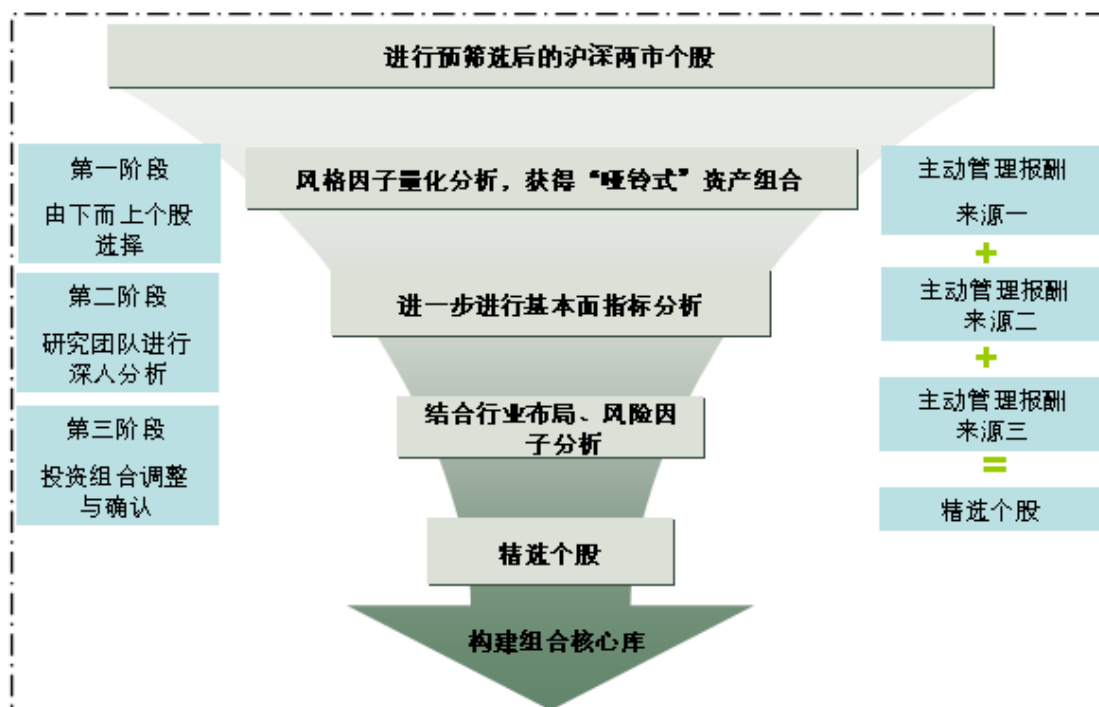 进行预筛选后的沪深两市个股
第一阶段
由下而上个股
选择
风格因子量化分析，获得“哑铃式”资产组合
主动管理报酬
来源一
+
第二阶段
研究团队进行
深入分析
进一步进行基本面指标分析
主动管理报酬
来源二
+
第三阶段
投资组合调整
与确认
结合行业布局、风险因
子分析
主动管理报酬
来源三
=
精选个股
精选个股
构建组合核心库